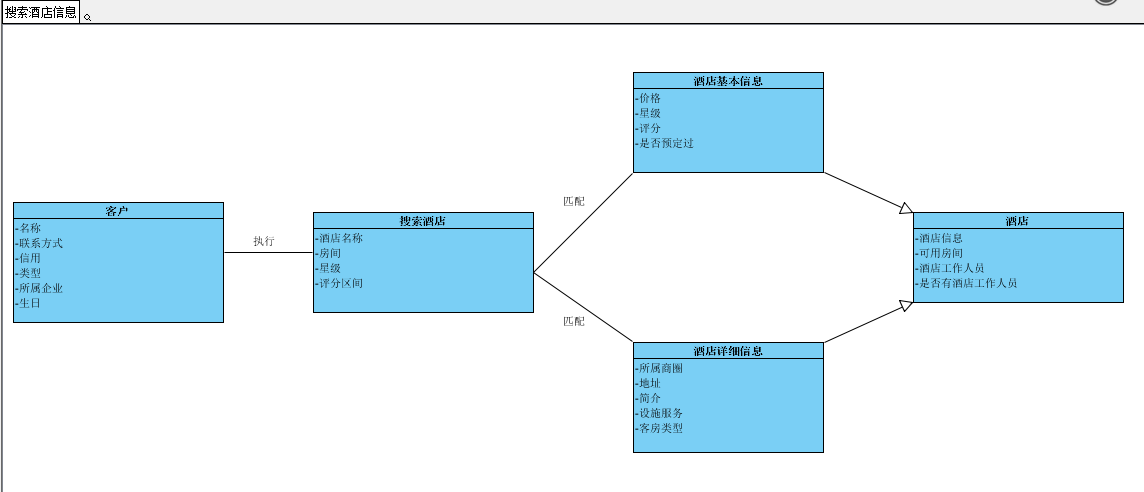 搜索酒店信息
酒店基本信息
-价格
-星级
-评分
-是否预定过
匹配
客户
-名称
-联系方式
-信用
-类型
-所属企业
-生日
执行
搜索酒店
-酒店名称
-房间
-星级
-评分区间
酒店
-酒店信息
-可用房间
-酒店工作人员
-是否有酒店工作人员
匹配
酒店详细信息
-所属商圈
-地址
-简介
-设施服务
-客房类型